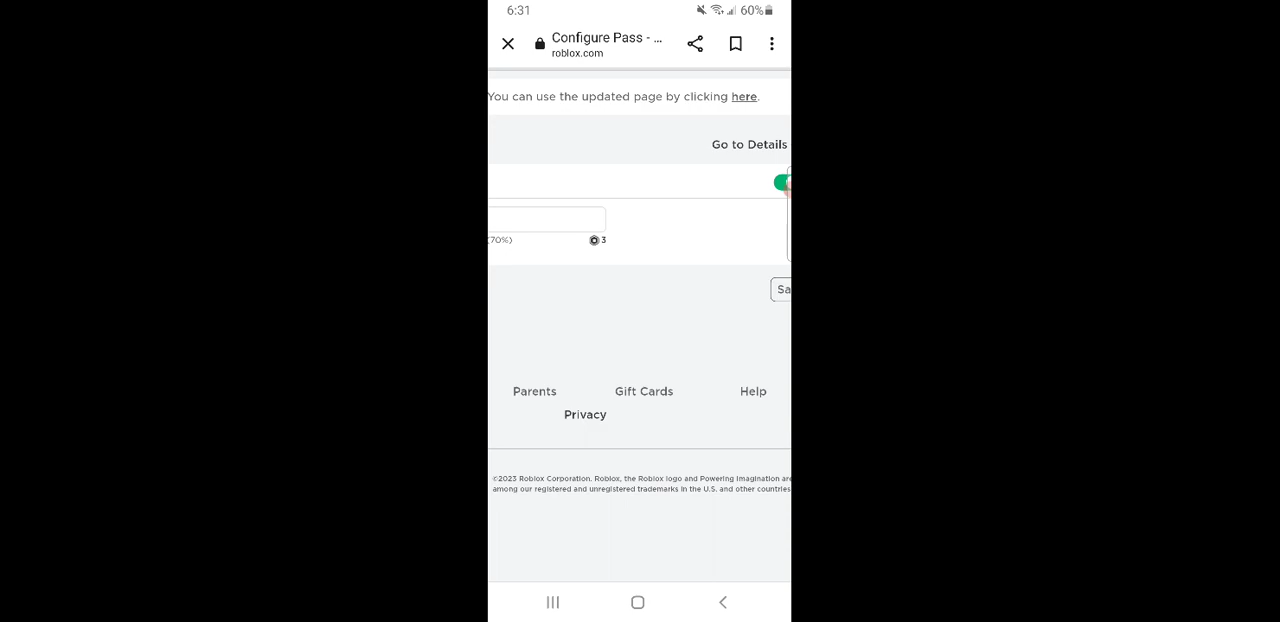 6:31
60%
Configure Pass - ...
roblox.com
You can use the updated page by clicking here.
Go to Details
(70%)
3
Sa
Parents
Gift Cards
Help
Privacy
©2023 Roblox Corporation. Roblox, the Roblox logo and Powering Imagination are
among our registered and unregistered trademarks in the U.S. and other countries